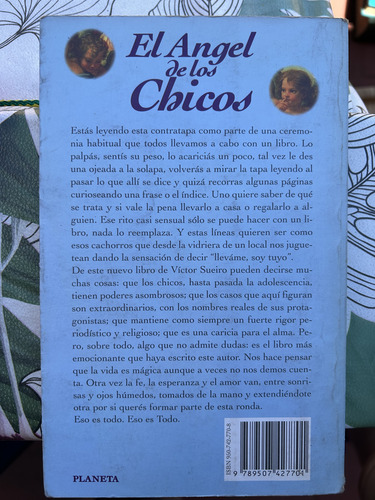 El Angel
de los
Chicos
Estás leyendo esta contratapa como parte de una ceremo-
nia habitual que todos llevamos a cabo con un libro. Lo
palpás, sentís su peso, lo acariciás un poco, tal vez le des
una ojeada a la solapa, volverás a mirar la tapa leyendo al
pasar lo que allí se dice y quizá recorras algunas páginas
curioseando una frase o el índice. Uno quiere saber de qué
se trata y si vale la pena llevarlo a casa o regalarlo a algui-
en. Ese rito casi sensual sólo se puede hacer con un li-
bro, nada lo reemplaza. Y estas líneas quieren ser como
esos cachorros que desde la vidriera de un local nos jugue-
tean dando la sensación de decir "lleváme, soy tuyo".
De este nuevo libro de Víctor Sueiro pueden decirse mu-
chas cosas: que los chicos, hasta pasada la adolescencia,
tienen poderes asombrosos; que los casos que aquí figuran
son extraordinarios, con los nombres reales de sus prota-
gonistas; que mantiene como siempre un fuerte rigor pe-
riodístico y religioso; que es una caricia para el alma. Pe-
ro, sobre todo, algo que no admite dudas: es el libro más
emocionante que haya escrito este autor. Nos hace pensar
que la vida es mágica aunque a veces no nos demos cuen-
ta. Otra vez la fe, la esperanza y el amor van, entre sonri-
sas y ojos húmedos, tomados de la mano y extendiéndote
otra por si querés formar parte de esta ronda.
Eso es todo. Eso es Todo.
ISBN 950-742-770-8
9 789507 427704
PLANETA